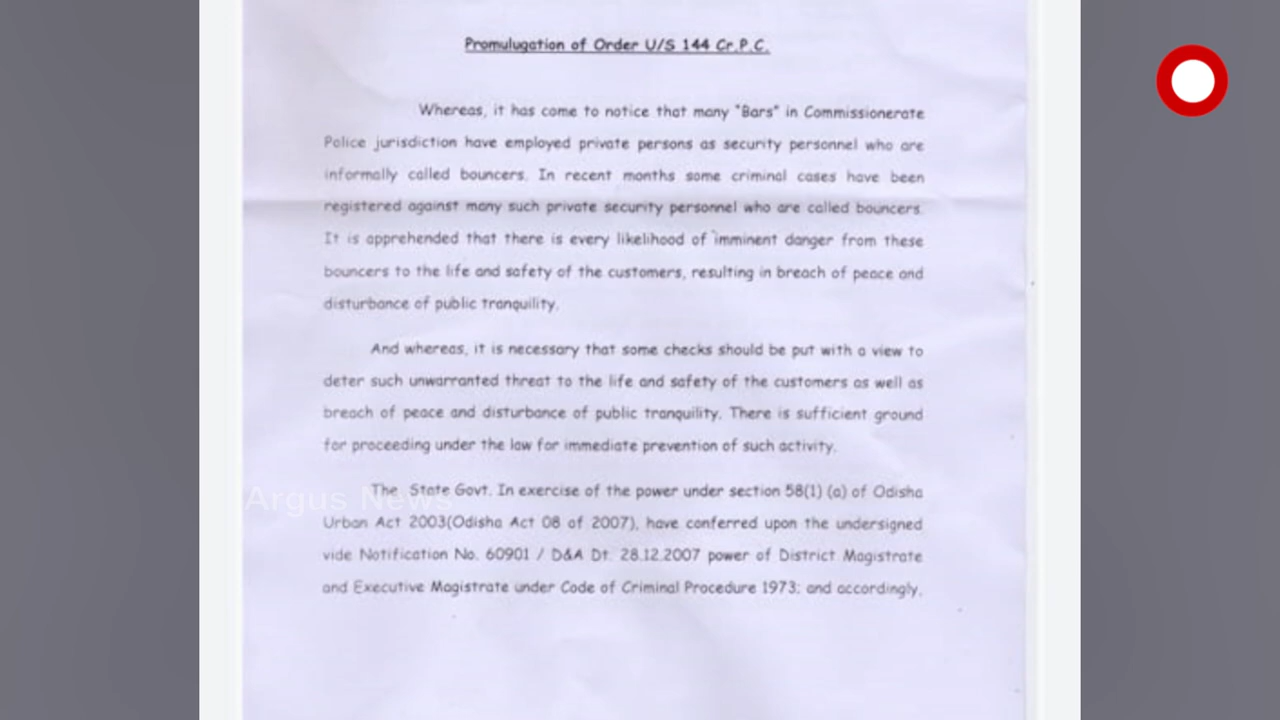 Promulugation of Order U/S 144 Cr.P.C.
Whereas, it has come to notice that many "Bars" in Commissionerate
Police jurisdiction have employed private persons as security personnel who are
informally called bouncers. In recent months some criminal cases have been
registered against many such private security personnel who are called bouncers.
It is apprehended that there is every likelihood of imminent danger from these
bouncers to the life and safety of the customers, resulting in breach of peace and
disturbance of public tranquility.
And whereas, it is necessary that some checks should be put with a view to
deter such unwarranted threat to the life and safety of the customers as well as
breach of peace and disturbance of public tranquility. There is sufficient ground
for proceeding under the law for immediate prevention of such activity.
The State Govt. In exercise of the power under section 58(1) (a) of Odisha
Argus News
Urban Act 2003(Odisha Act 08 of 2007), have conferred upon the undersigned
vide Notification No. 60901 / D&A Dt. 28.12.2007 power of District Magistrate
and Executive Magistrate under Code of Criminal Procedure 1973; and accordingly,